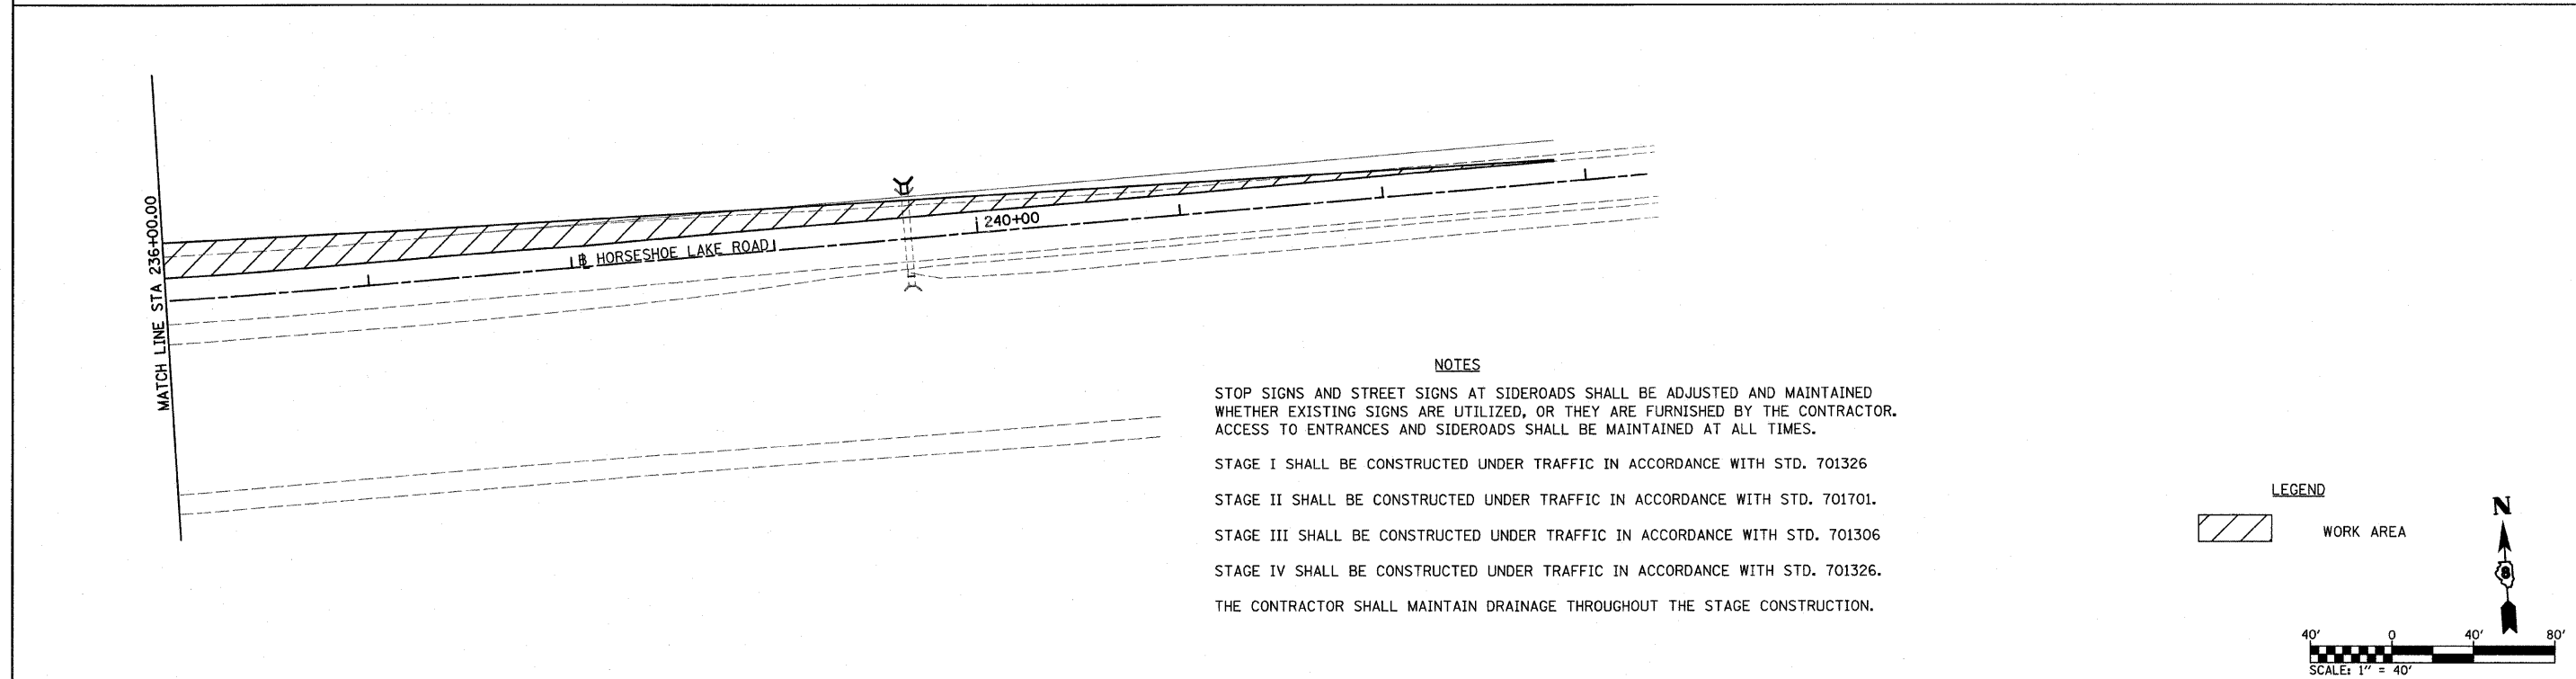 MATCH LINE STA 236+00.00
℄ HORSESHOE LAKE ROAD
240+00
NOTES
STOP SIGNS AND STREET SIGNS AT SIDEROADS SHALL BE ADJUSTED AND MAINTAINED
WHETHER EXISTING SIGNS ARE UTILIZED, OR THEY ARE FURNISHED BY THE CONTRACTOR.
ACCESS TO ENTRANCES AND SIDEROADS SHALL BE MAINTAINED AT ALL TIMES.
STAGE I SHALL BE CONSTRUCTED UNDER TRAFFIC IN ACCORDANCE WITH STD. 701326
STAGE II SHALL BE CONSTRUCTED UNDER TRAFFIC IN ACCORDANCE WITH STD. 701701.
STAGE III SHALL BE CONSTRUCTED UNDER TRAFFIC IN ACCORDANCE WITH STD. 701306
STAGE IV SHALL BE CONSTRUCTED UNDER TRAFFIC IN ACCORDANCE WITH STD. 701326.
THE CONTRACTOR SHALL MAINTAIN DRAINAGE THROUGHOUT THE STAGE CONSTRUCTION.
LEGEND
WORK AREA
N
8
40' 0 40' 80'
SCALE: 1" = 40'